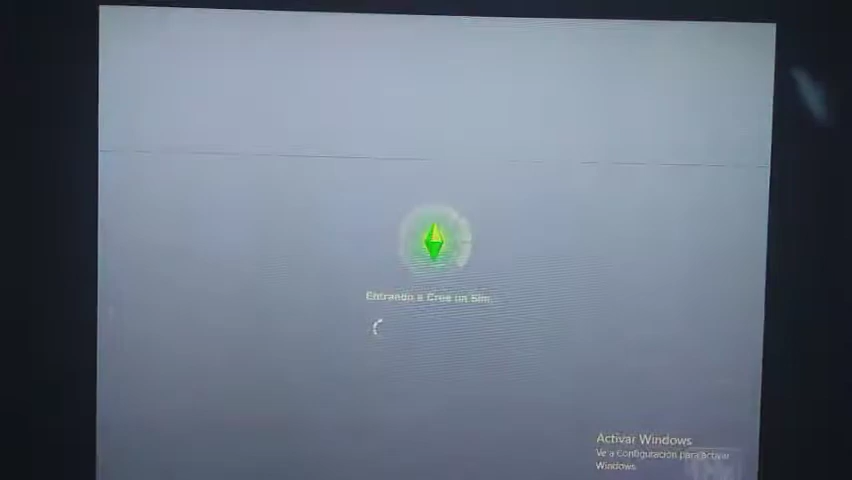 Entrando a Cree un Sim...
Activar Windows
Ve a Configuración para activar
Windows.